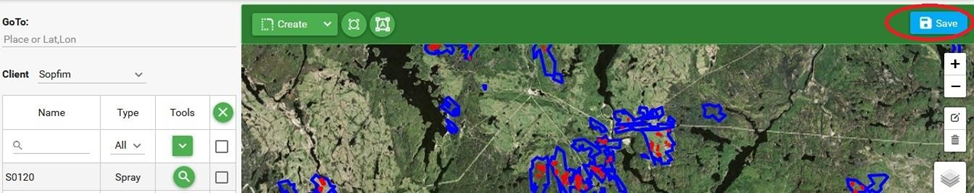 GoTo:
Place or Lat,Lon
Client Sopfim
Name Type Tools
All
S0120 Spray
Create
A
Save
+
−